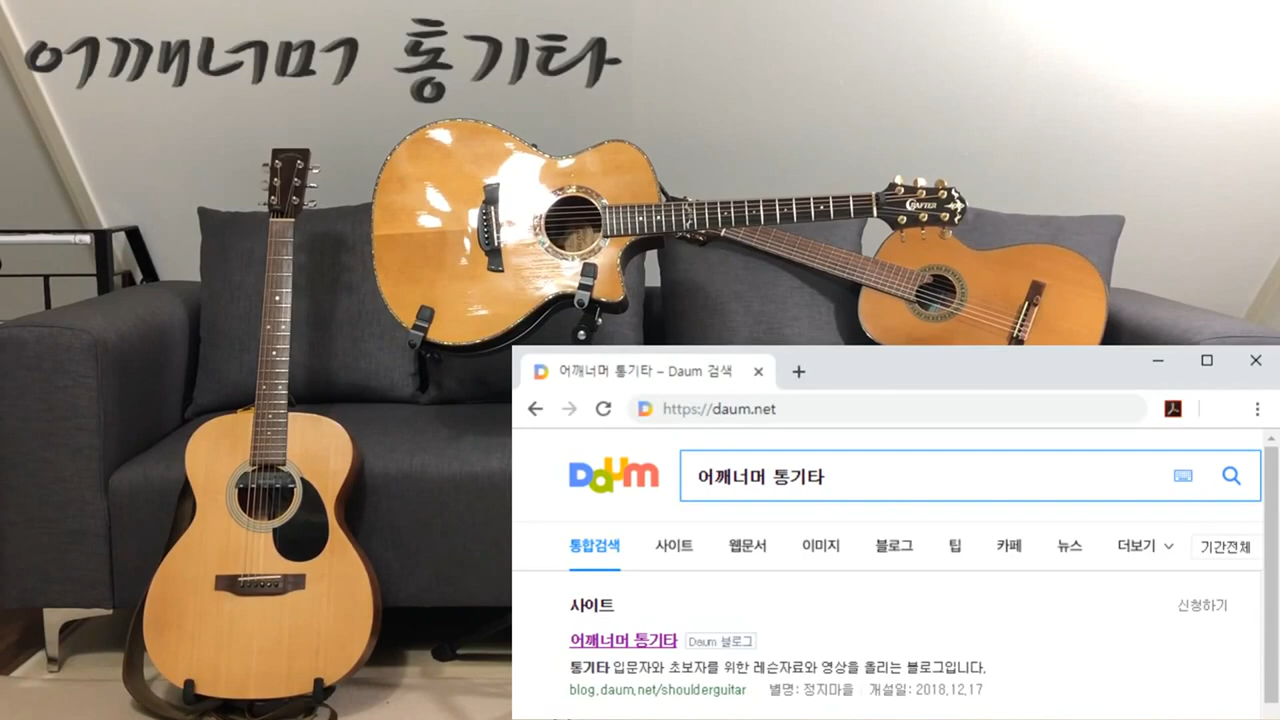 어깨너머 통기타
CRAFTER
어깨너머 통기타 – Daum 검색
https://daum.net
Daum
어깨너머 통기타
통합검색 사이트 웹문서 이미지 블로그 팁 카페 뉴스 더보기 기간전체
사이트 신청하기
어깨너머 통기타 Daum 블로그
통기타 입문자와 초보자를 위한 레슨자료와 영상을 올리는 블로그입니다.
blog.daum.net/shoulderguitar 별명: 정지마을 개설일: 2018.12.17